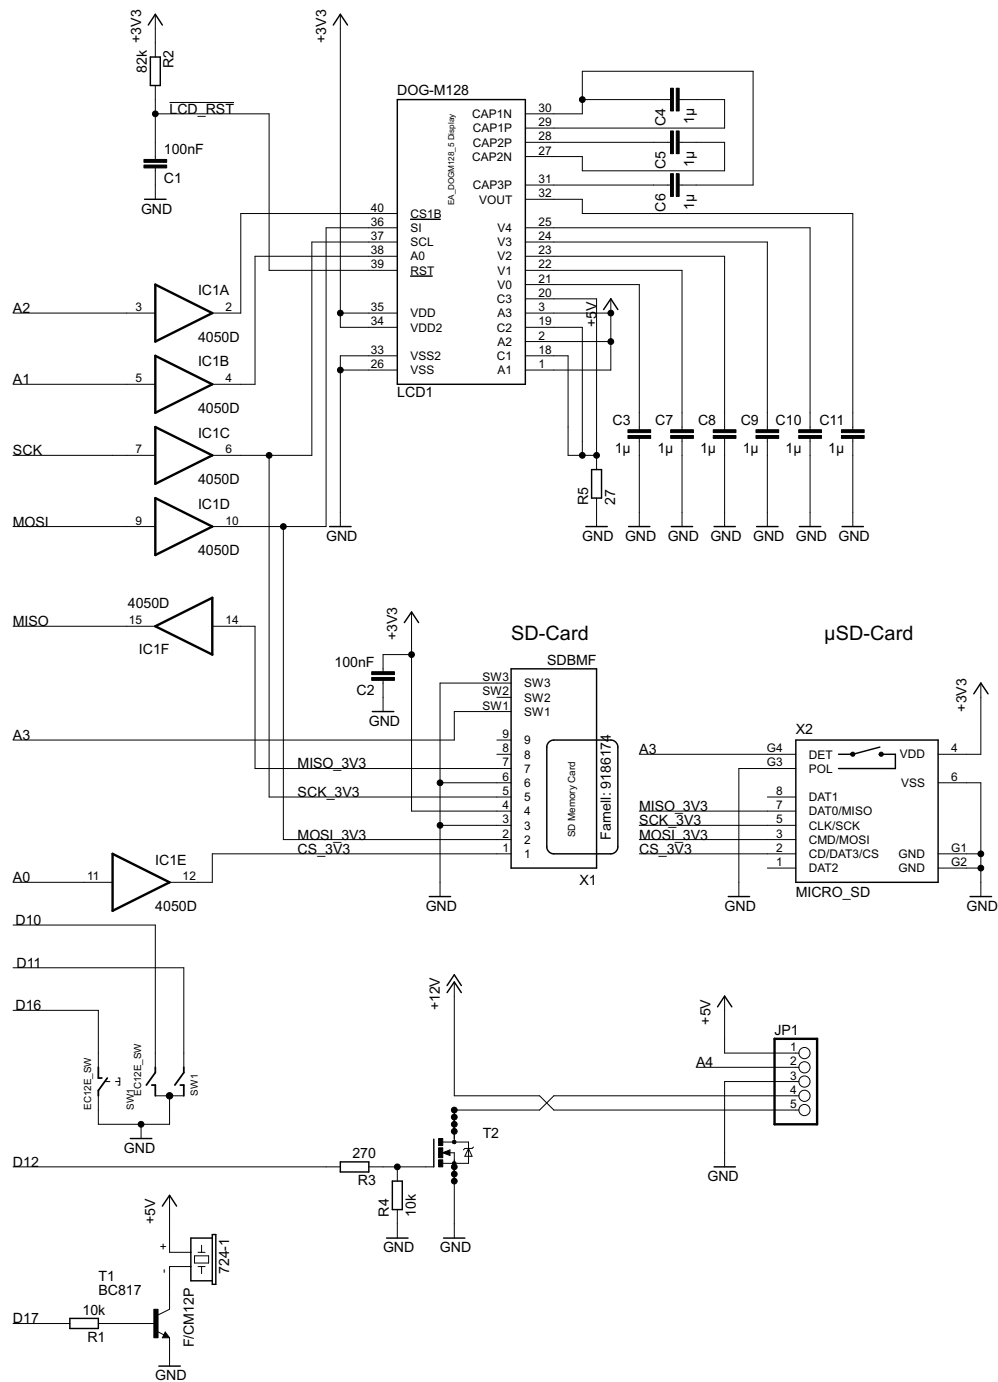 +3V3
82k
R2
LCD_RST
100nF
C1
GND
+3V3
DOG-M128
EA_DOGM128_5 Display
40 CS1B
36 SI
37 SCL
38 A0
39 RST
35 VDD
34 VDD2
33 VSS2
26 VSS
LCD1
CAP1N 30
CAP1P 29
CAP2P 28
CAP2N 27
CAP3P 31
VOUT 32
V4 25
V3 24
V2 23
V1 22
V0 21
C3 20
A3 3
C2 19
A2 2
C1 18
A1 1
C4 1µ
C5 1µ
C6 1µ
+5V
A2 3 IC1A 2
4050D
A1 5 IC1B 4
4050D
SCK 7 IC1C 6
4050D
MOSI 9 IC1D 10
4050D
GND
R5
27
C3 C7 C8 C9 C10 C11
1µ 1µ 1µ 1µ 1µ 1µ
GND GND GND GND GND GND GND
4050D
MISO 15 14
IC1F
+3V3
100nF
C2
GND
SD-Card
SDBMF
SW3 SW3
SW2 SW2
SW1 SW1
A3
9 9
8 8
MISO_3V3 7 7
6 6
SCK_3V3 5 5
4 4
3 3
MOSI_3V3 2 2
CS_3V3 1 1
SD Memory Card
Farnell: 9186174
X1
GND
A0 11 IC1E 12
4050D
µSD-Card
+3V3
X2
A3 G4 DET VDD 4
G3 POL
VSS 6
8 DAT1
MISO_3V3 7 DAT0/MISO
SCK_3V3 5 CLK/SCK
MOSI_3V3 3 CMD/MOSI
CS_3V3 2 CD/DAT3/CS GND G1
1 DAT2 GND G2
MICRO_SD
GND
GND
D10
D11
D16
EC12E_SW
SW1
EC12E_SW
SW1
GND
+12V
+5V
JP1
1
A4 2
3
4
5
GND
D12
270
R3
R4
10k
GND
T2
GND
+5V
+
-
724-1
F/CM12P
T1
BC817
D17
10k
R1
GND